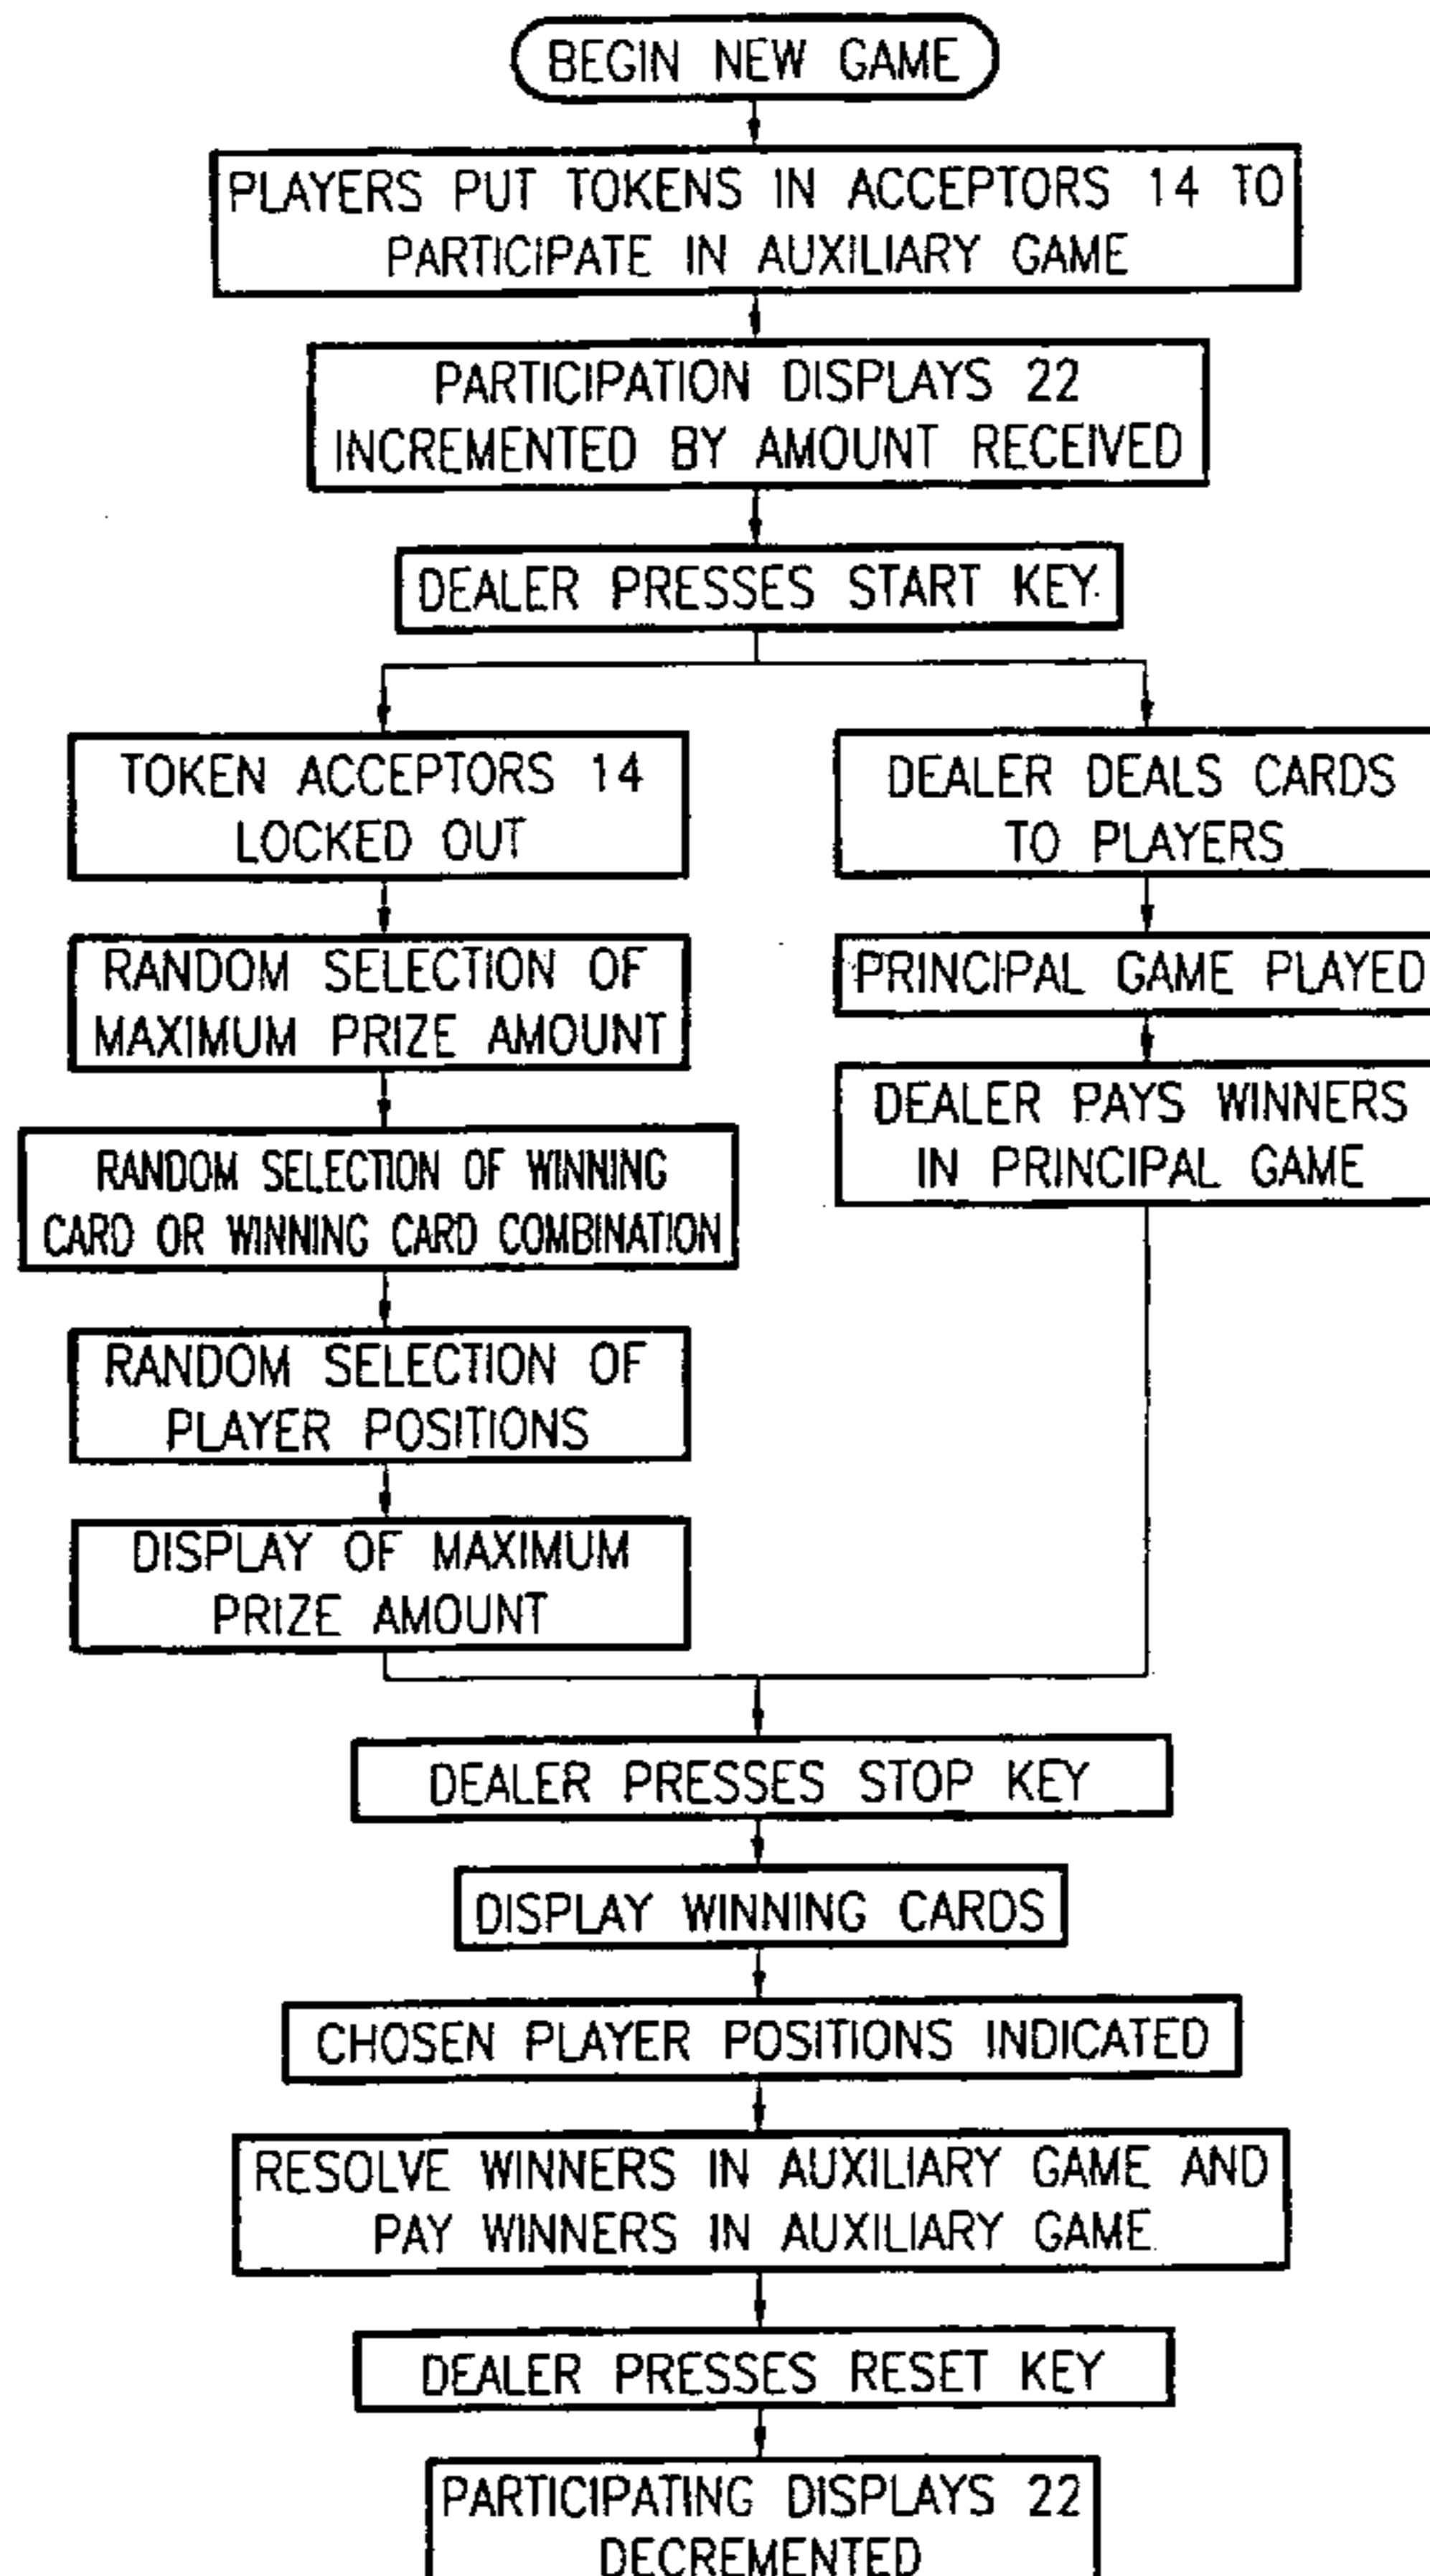 BEGIN NEW GAME
PLAYERS PUT TOKENS IN ACCEPTORS 14 TO
PARTICIPATE IN AUXILIARY GAME
PARTICIPATION DISPLAYS 22
INCREMENTED BY AMOUNT RECEIVED
DEALER PRESSES START KEY
TOKEN ACCEPTORS 14
LOCKED OUT
RANDOM SELECTION OF
MAXIMUM PRIZE AMOUNT
RANDOM SELECTION OF WINNING
CARD OR WINNING CARD COMBINATION
RANDOM SELECTION OF
PLAYER POSITIONS
DISPLAY OF MAXIMUM
PRIZE AMOUNT
DEALER DEALS CARDS
TO PLAYERS
PRINCIPAL GAME PLAYED
DEALER PAYS WINNERS
IN PRINCIPAL GAME
DEALER PRESSES STOP KEY
DISPLAY WINNING CARDS
CHOSEN PLAYER POSITIONS INDICATED
RESOLVE WINNERS IN AUXILIARY GAME AND
PAY WINNERS IN AUXILIARY GAME
DEALER PRESSES RESET KEY
PARTICIPATING DISPLAYS 22
DECREMENTED